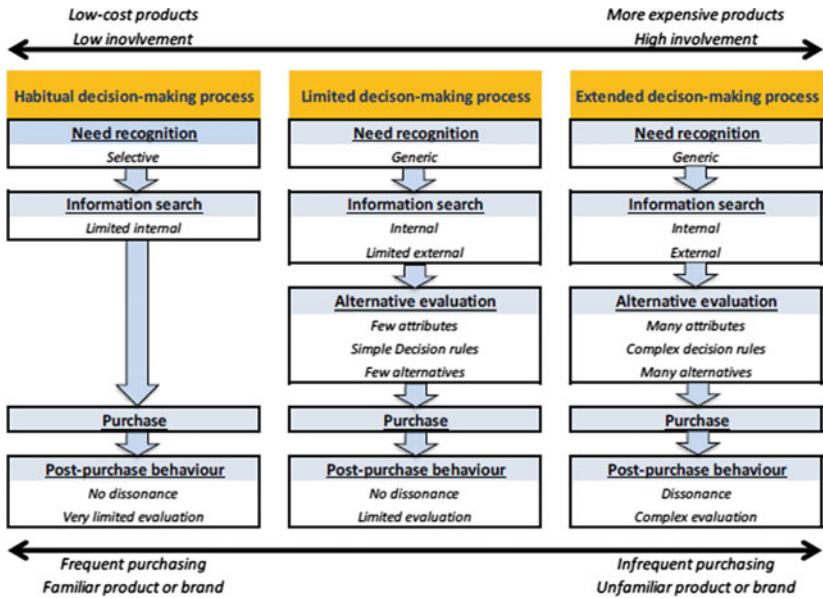 Low-cost products
Low inovlvement
More expensive products
High involvement
Habitual decision-making process
Need recognition
Selective
Information search
Limited internal
Purchase
Post-purchase behaviour
No dissonance
Very limited evaluation
Limited decison-making process
Need recognition
Generic
Information search
Internal
Limited external
Alternative evaluation
Few attributes
Simple Decision rules
Few alternatives
Purchase
Post-purchase behaviour
No dissonance
Limited evaluation
Extended decison-making process
Need recognition
Generic
Information search
Internal
External
Alternative evaluation
Many attributes
Complex decision rules
Many alternatives
Purchase
Post-purchase behaviour
Dissonance
Complex evaluation
Frequent purchasing
Familiar product or brand
Infrequent purchasing
Unfamiliar product or brand